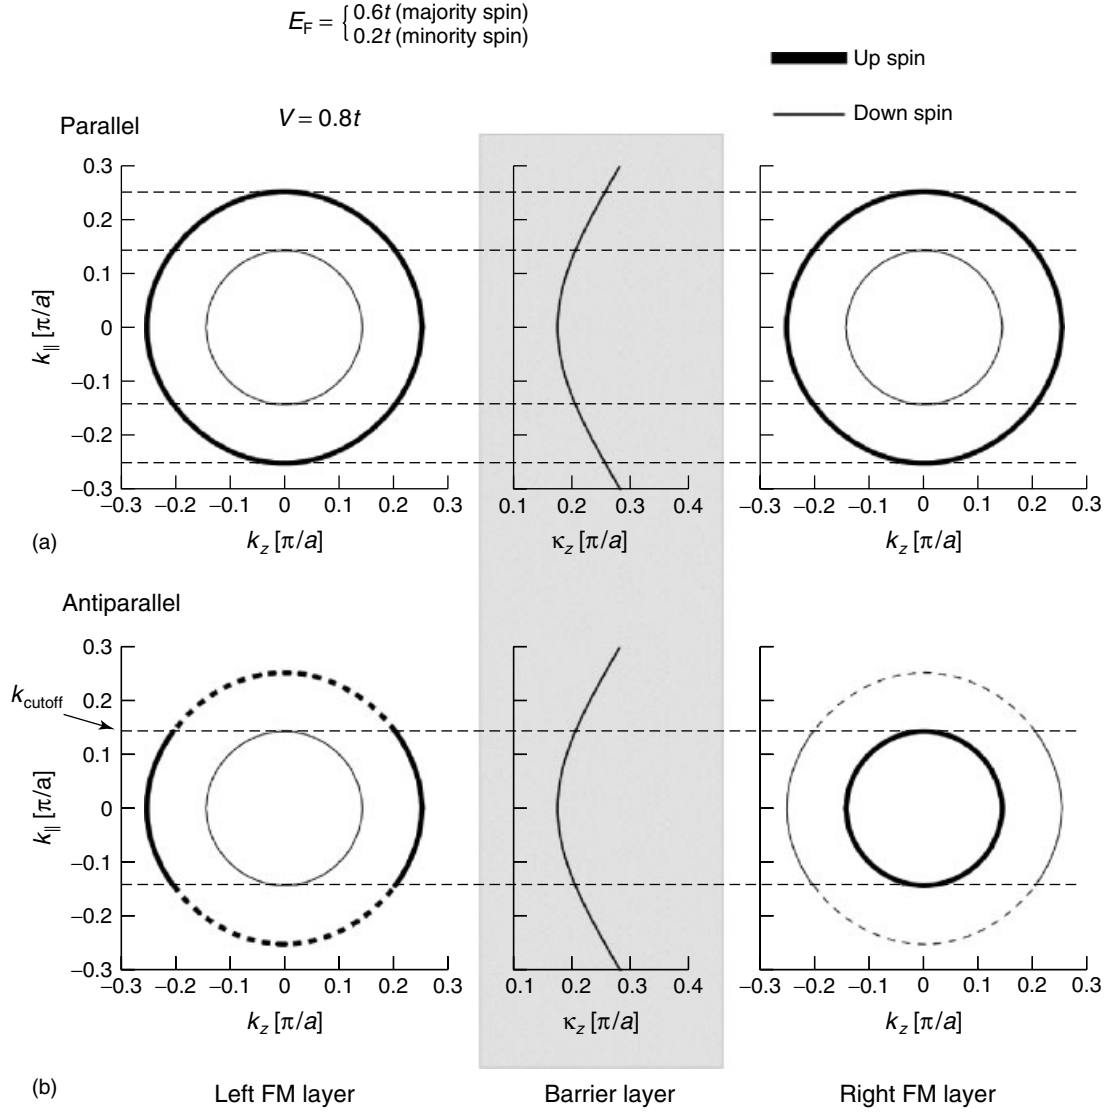 E_F = { 0.6t (majority spin)
0.2t (minority spin)
Up spin
Down spin
V = 0.8t
Parallel
0.3
0.2
0.1
0
−0.1
−0.2
−0.3
k_∥ [π/a]
−0.3 −0.2 −0.1 0 0.1 0.2 0.3
k_z [π/a]
0.1 0.2 0.3 0.4
κ_z [π/a]
−0.3 −0.2 −0.1 0 0.1 0.2 0.3
k_z [π/a]
(a)
Antiparallel
k_cutoff
0.3
0.2
0.1
0
−0.1
−0.2
−0.3
k_∥ [π/a]
−0.3 −0.2 −0.1 0 0.1 0.2 0.3
k_z [π/a]
0.1 0.2 0.3 0.4
κ_z [π/a]
−0.3 −0.2 −0.1 0 0.1 0.2 0.3
k_z [π/a]
(b)
Left FM layer
Barrier layer
Right FM layer